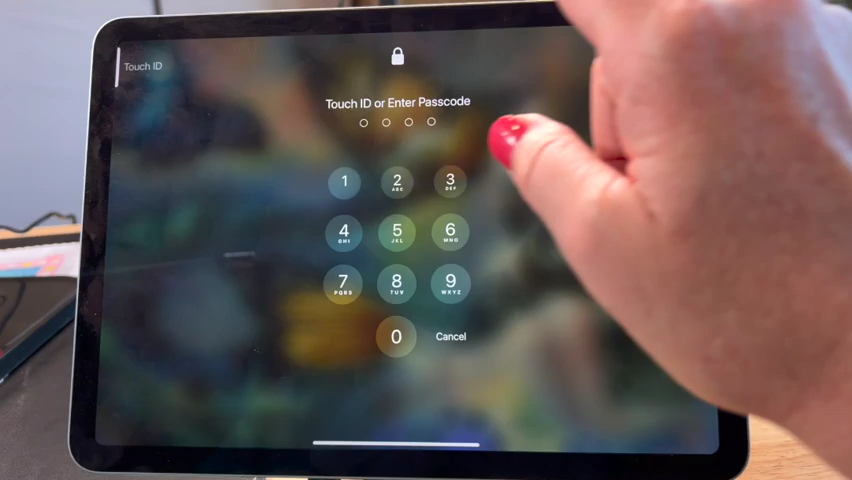 Touch ID
Touch ID or Enter Passcode
1
2
ABC
3
DEF
4
GHI
5
JKL
6
MNO
7
PQRS
8
TUV
9
WXYZ
0
Cancel